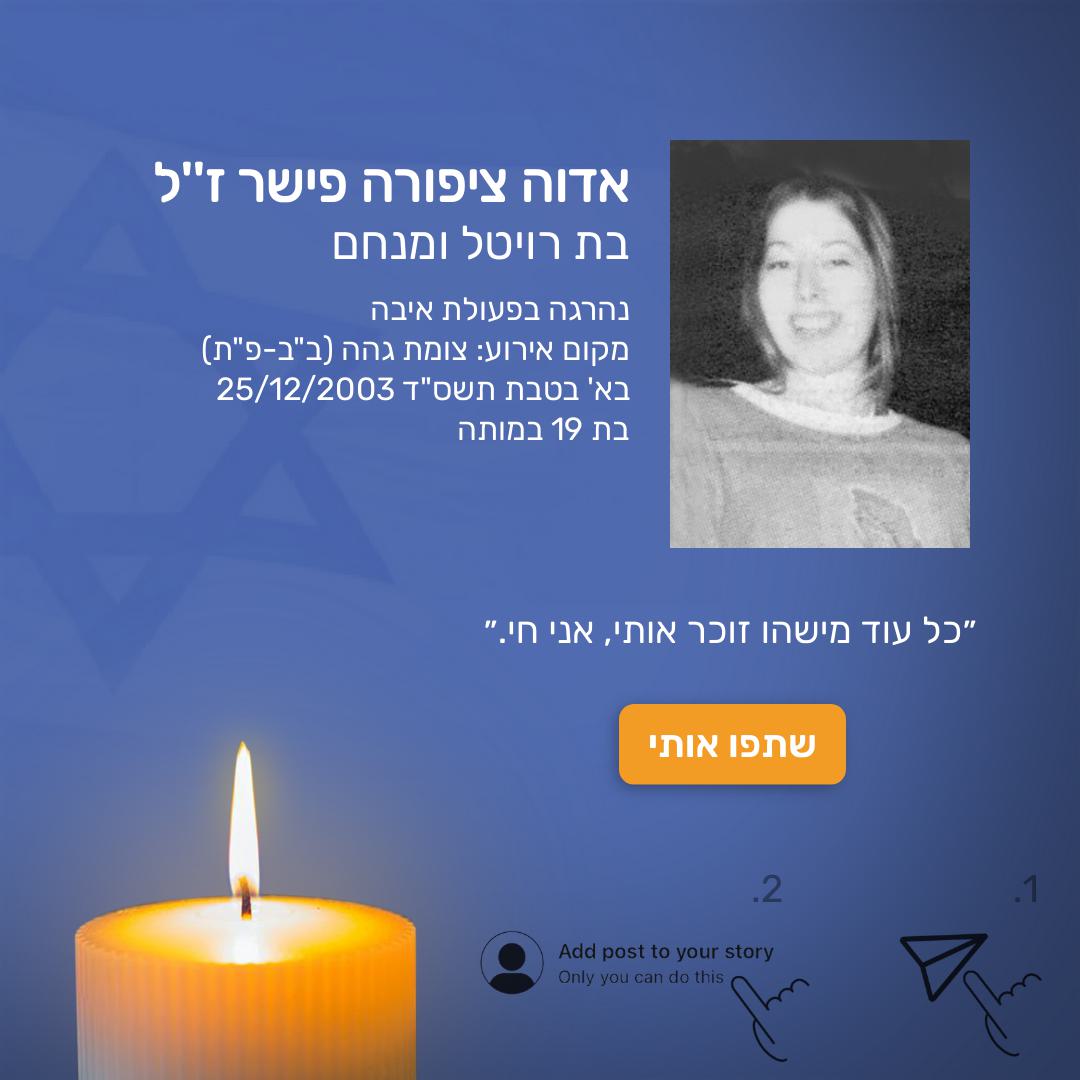 אדוה ציפורה פישר ז"ל
בת רויטל ומנחם
נהרגה בפעולת איבה
מקום אירוע: צומת גהה (ב"ב-פ"ת)
בא' בטבת תשס"ד 25/12/2003
בת 19 במותה
״כל עוד מישהו זוכר אותי, אני חי.״
שתפו אותי
1.
2.
Add post to your story
Only you can do this